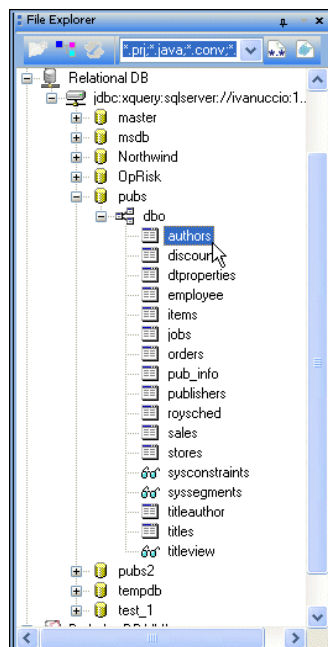 File Explorer
*.prj;*.java;*.conv;*.
Relational DB
jdbc:xquery:sqlserver://ivanuccio:1..
master
msdb
Northwind
OpRisk
pubs
dbo
authors
discoun
dtproperties
employee
items
jobs
orders
pub_info
publishers
roysched
sales
stores
sysconstraints
syssegments
titleauthor
titles
titleview
pubs2
tempdb
test_1